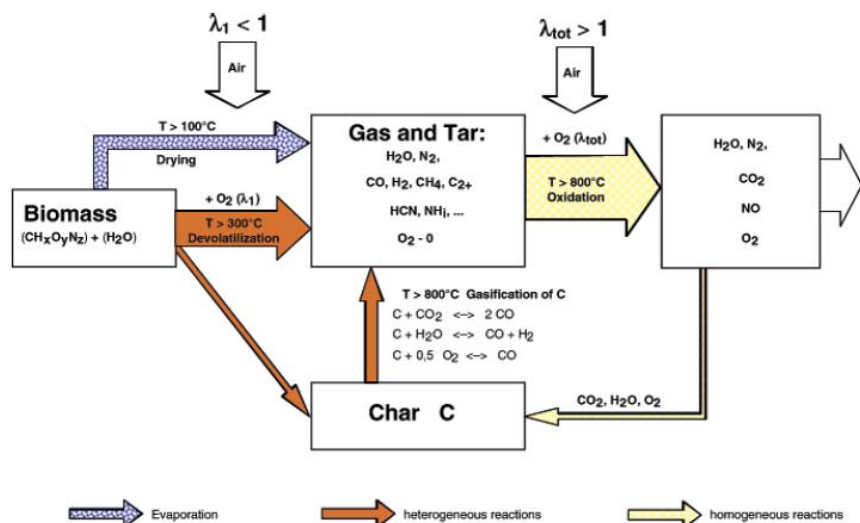 λ₁ < 1
λtot > 1
Air
Air
T > 100°C
Drying
Gas and Tar:
H₂O, N₂,
CO, H₂, CH₄, C₂₊
HCN, NHᵢ, ...
O₂ - 0
+ O₂ (λtot)
T > 800°C
Oxidation
H₂O, N₂,
CO₂
NO
O₂
Biomass
(CHₓOyNz) + (H₂O)
+ O₂ (λ₁)
T > 300°C
Devolatilization
T > 800°C Gasification of C
C + CO₂ <-> 2 CO
C + H₂O <-> CO + H₂
C + 0,5 O₂ <-> CO
Char C
CO₂, H₂O, O₂
Evaporation
heterogeneous reactions
homogeneous reactions